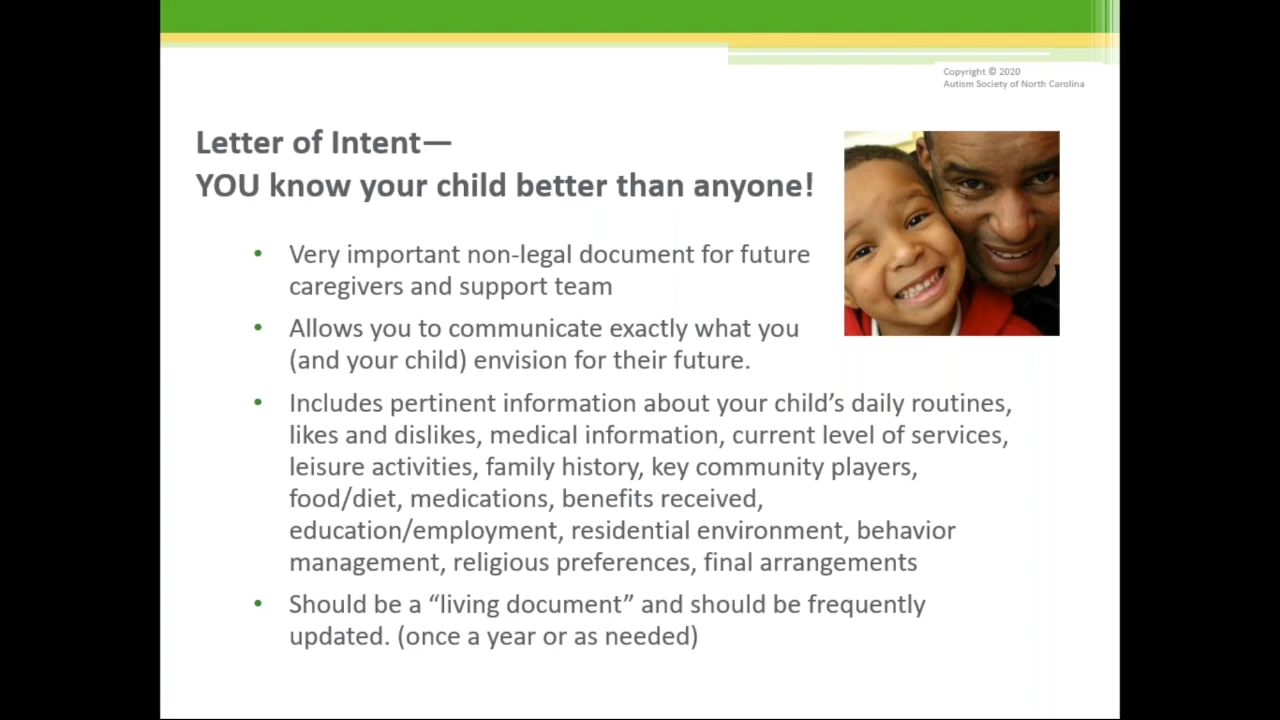 Copyright © 2020
Autism Society of North Carolina
Letter of Intent—
YOU know your child better than anyone!
• Very important non-legal document for future
caregivers and support team
• Allows you to communicate exactly what you
(and your child) envision for their future.
• Includes pertinent information about your child’s daily routines,
likes and dislikes, medical information, current level of services,
leisure activities, family history, key community players,
food/diet, medications, benefits received,
education/employment, residential environment, behavior
management, religious preferences, final arrangements
• Should be a “living document” and should be frequently
updated. (once a year or as needed)